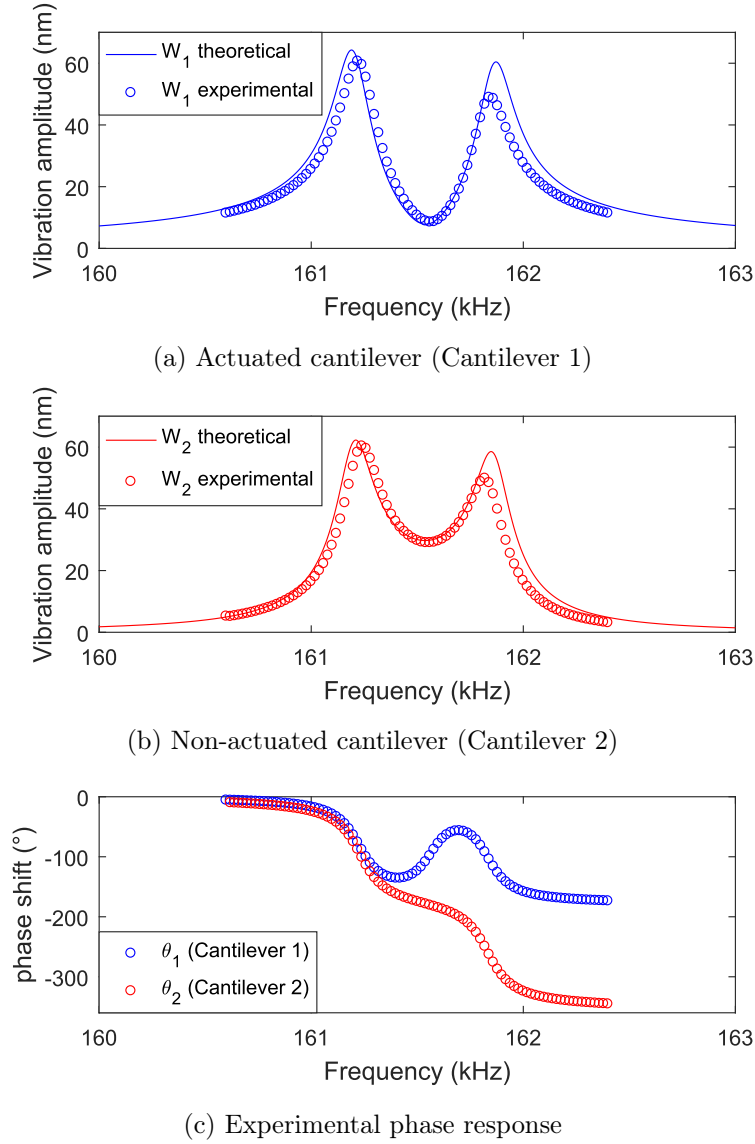 W1 theoretical
W1 experimental
Vibration amplitude (nm)
60
40
20
0
160
161
162
163
Frequency (kHz)
(a) Actuated cantilever (Cantilever 1)
W2 theoretical
W2 experimental
Vibration amplitude (nm)
60
40
20
0
160
161
162
163
Frequency (kHz)
(b) Non-actuated cantilever (Cantilever 2)
phase shift (°)
0
-100
-200
-300
θ1 (Cantilever 1)
θ2 (Cantilever 2)
160
161
162
163
Frequency (kHz)
(c) Experimental phase response